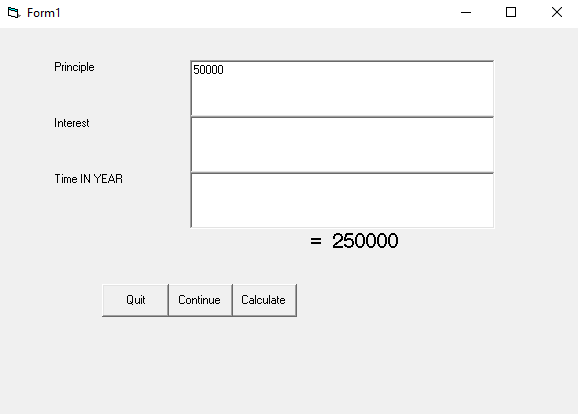 Form1
Principle
50000
Interest
Time IN YEAR
= 250000
Quit Continue Calculate